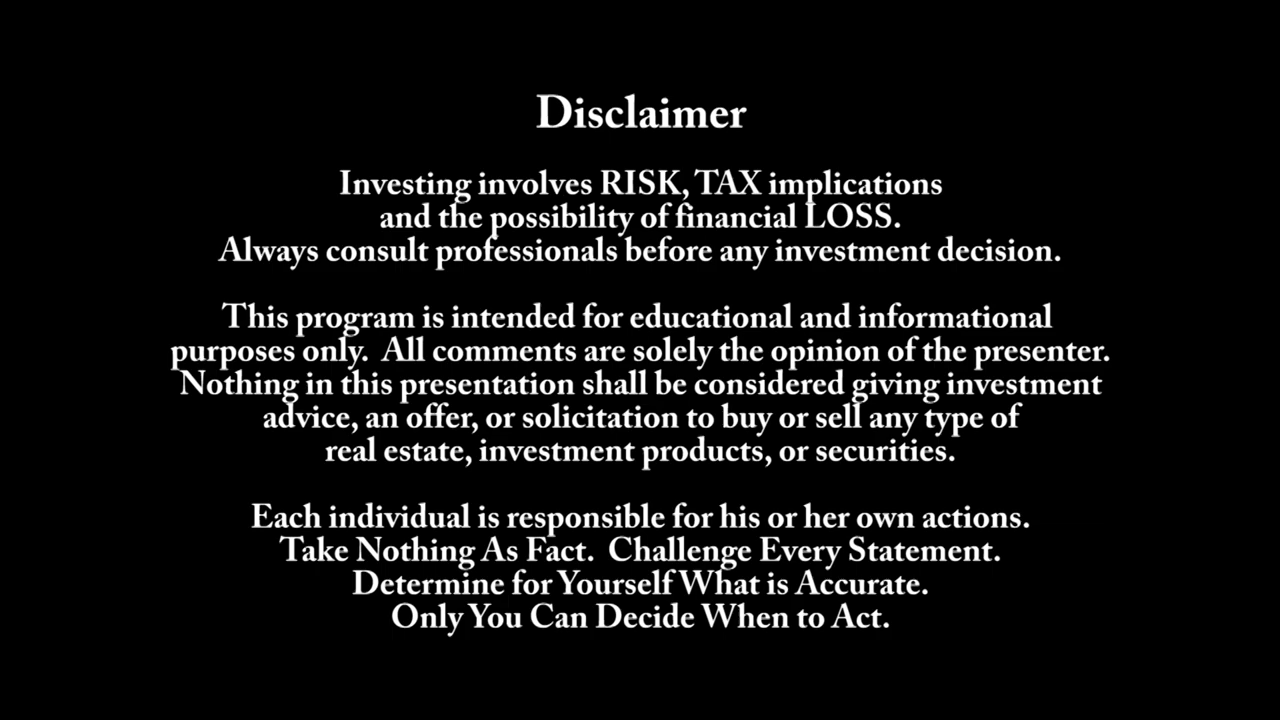 Disclaimer
Investing involves RISK, TAX implications
and the possibility of financial LOSS.
Always consult professionals before any investment decision.
This program is intended for educational and informational
purposes only.  All comments are solely the opinion of the presenter.
Nothing in this presentation shall be considered giving investment
advice, an offer, or solicitation to buy or sell any type of
real estate, investment products, or securities.
Each individual is responsible for his or her own actions.
Take Nothing As Fact.  Challenge Every Statement.
Determine for Yourself What is Accurate.
Only You Can Decide When to Act.